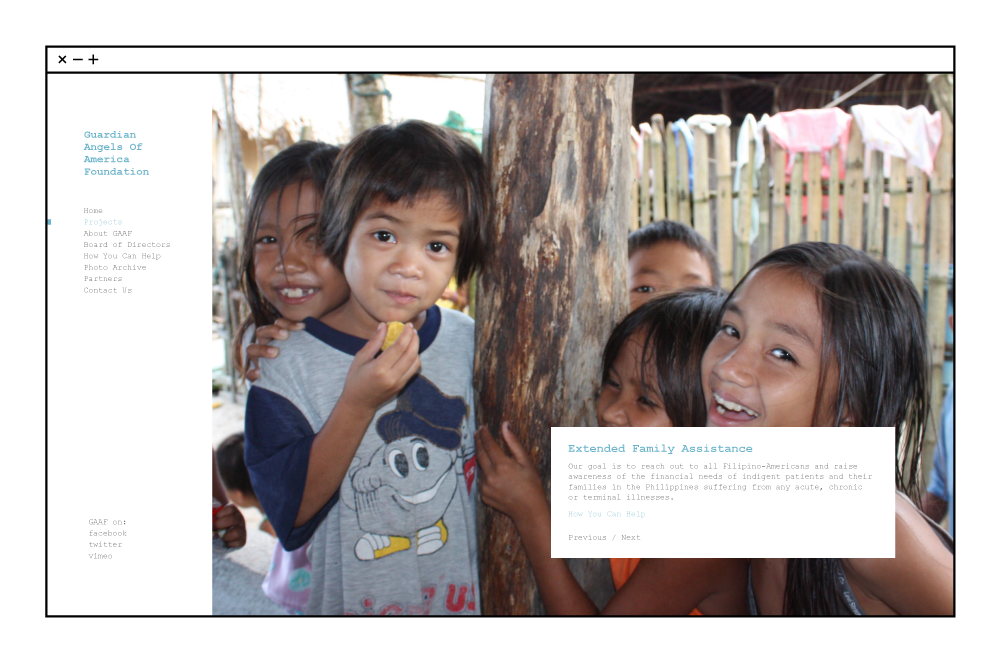 Guardian
Angels Of
America
Foundation
Home
Projects
About GAAF
Board of Directors
How You Can Help
Photo Archive
Partners
Contact Us
GAAF on:
facebook
twitter
vimeo
Extended Family Assistance
Our goal is to reach out to all Filipino-Americans and raise
awareness of the financial needs of indigent patients and their
families in the Philippines suffering from any acute, chronic
or terminal illnesses.
How You Can Help
Previous / Next